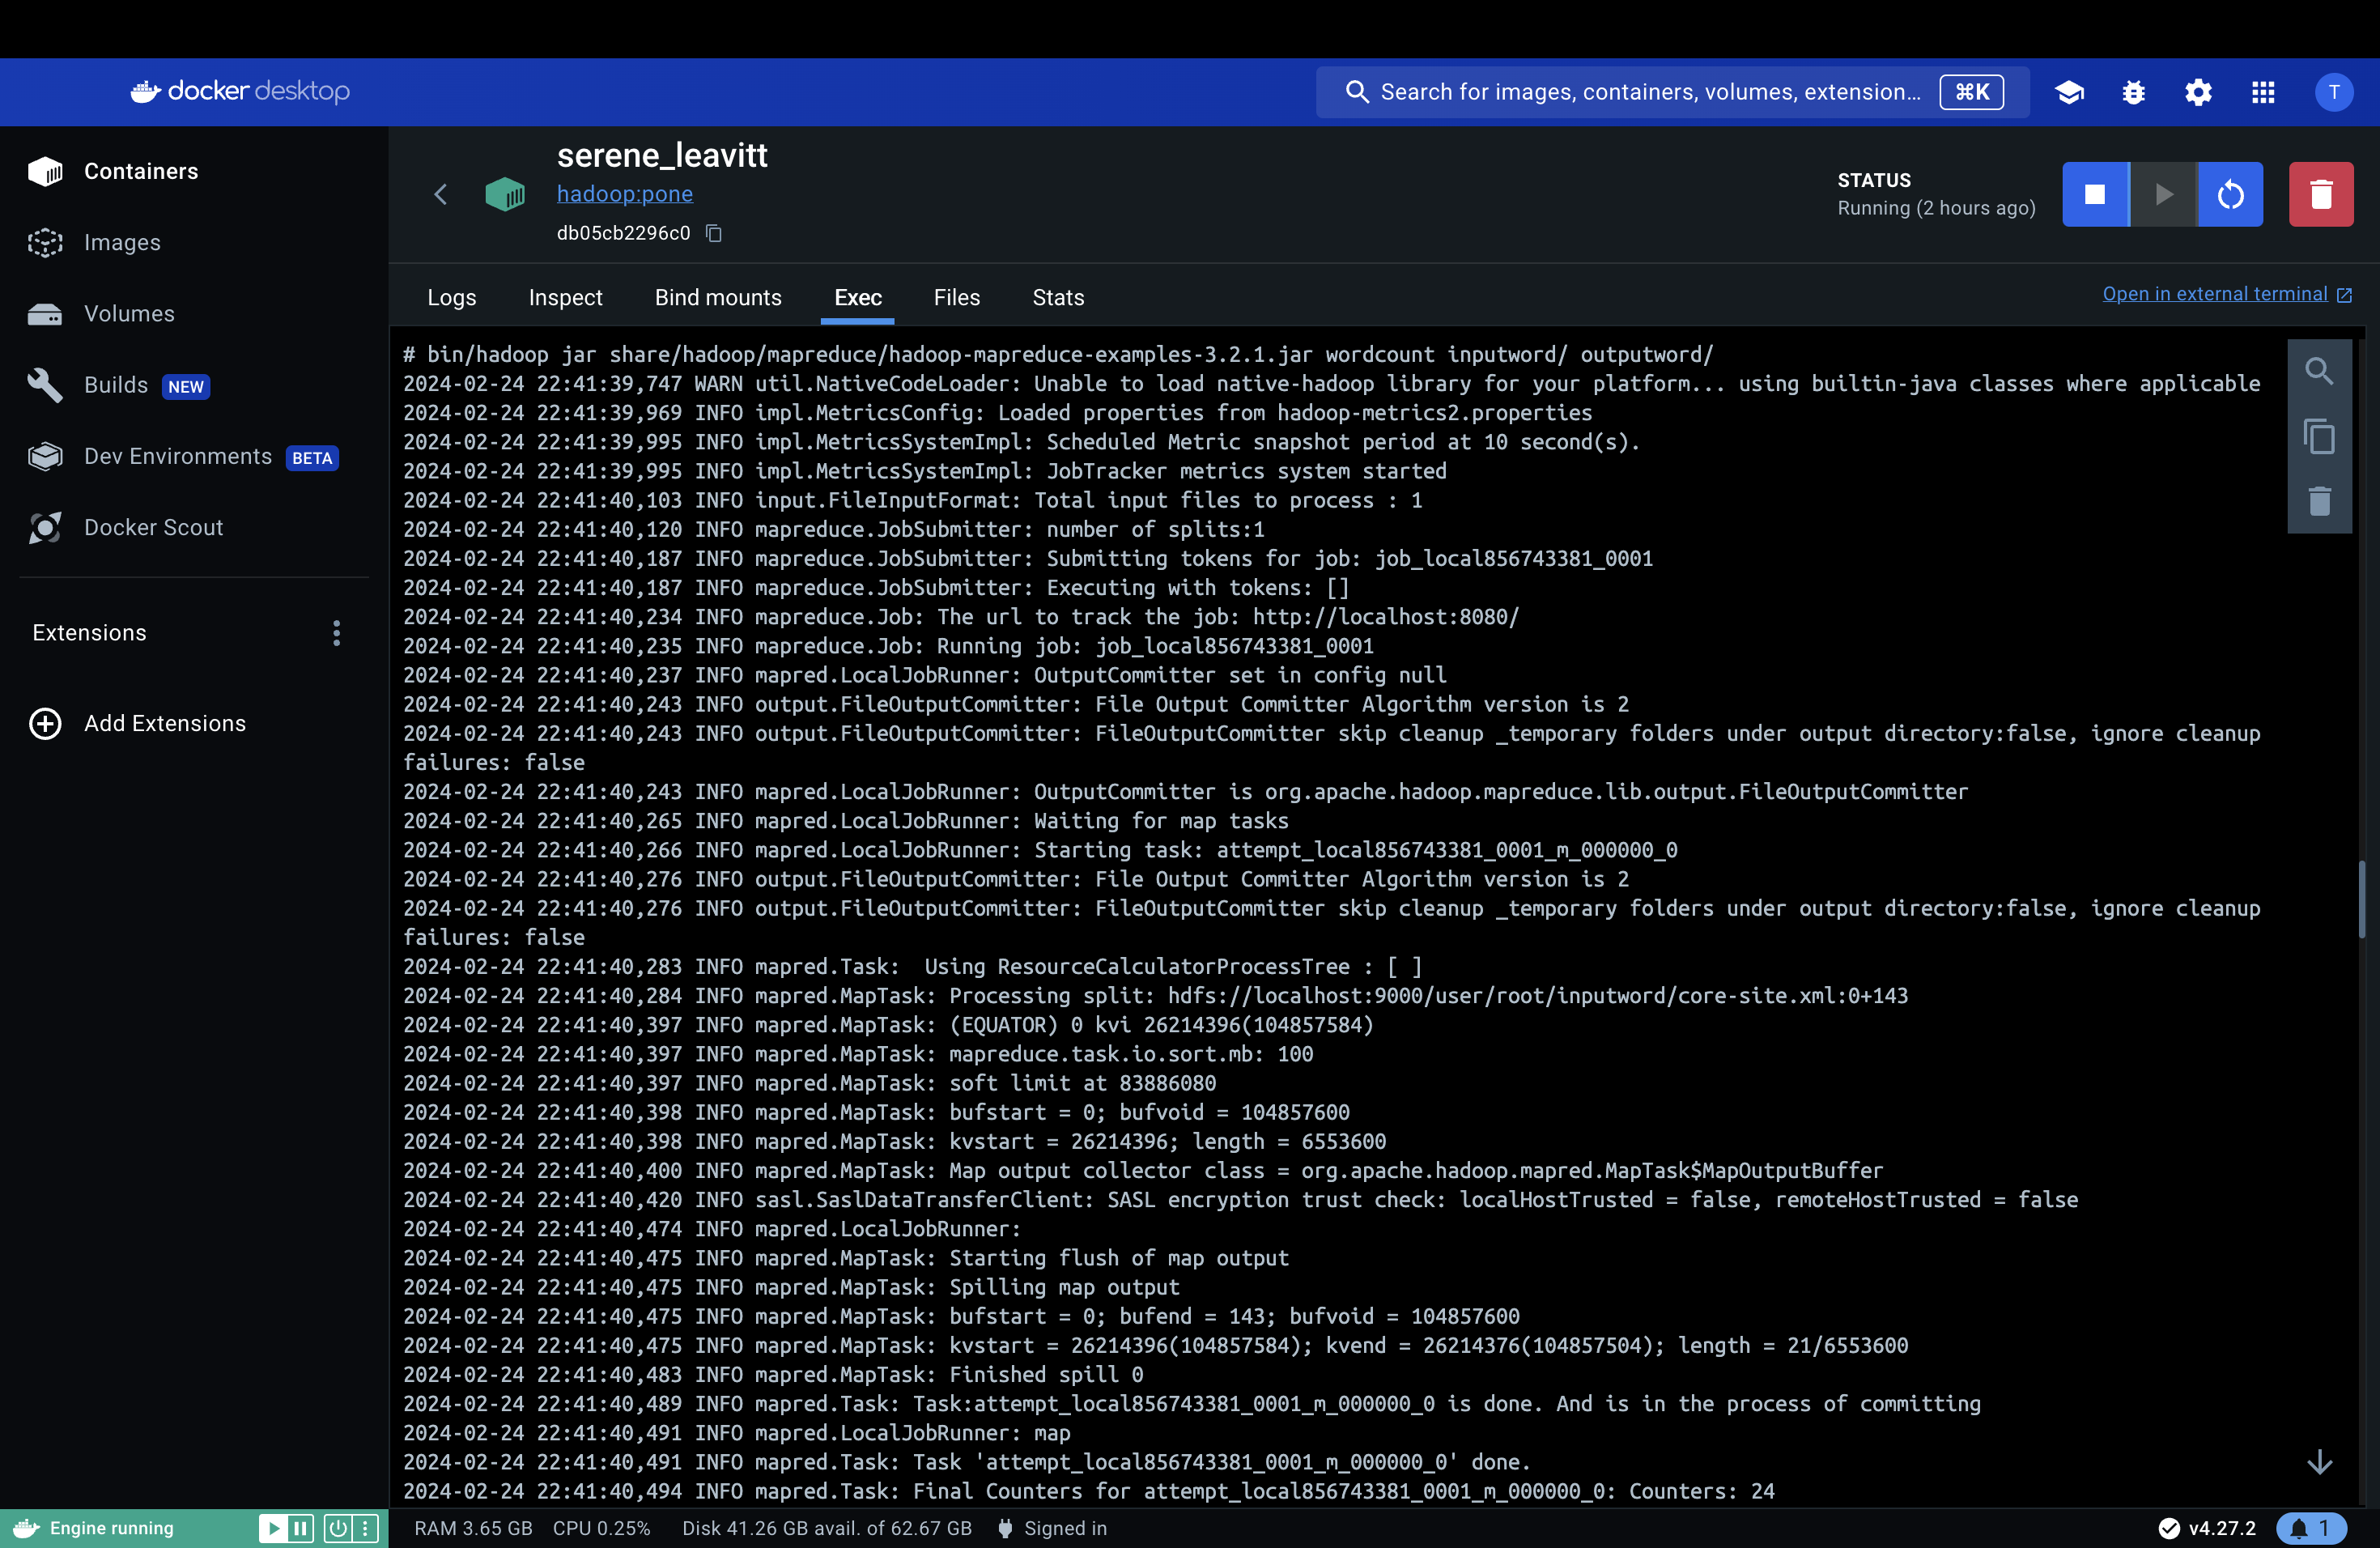 docker desktop
Search for images, containers, volumes, extension... ⌘K
T
Containers
Images
Volumes
Builds NEW
Dev Environments BETA
Docker Scout
Extensions
Add Extensions
serene_leavitt
hadoop:pone
db05cb2296c0
STATUS
Running (2 hours ago)
Logs Inspect Bind mounts Exec Files Stats
Open in external terminal
# bin/hadoop jar share/hadoop/mapreduce/hadoop-mapreduce-examples-3.2.1.jar wordcount inputword/ outputword/
2024-02-24 22:41:39,747 WARN util.NativeCodeLoader: Unable to load native-hadoop library for your platform... using builtin-java classes where applicable
2024-02-24 22:41:39,969 INFO impl.MetricsConfig: Loaded properties from hadoop-metrics2.properties
2024-02-24 22:41:39,995 INFO impl.MetricsSystemImpl: Scheduled Metric snapshot period at 10 second(s).
2024-02-24 22:41:39,995 INFO impl.MetricsSystemImpl: JobTracker metrics system started
2024-02-24 22:41:40,103 INFO input.FileInputFormat: Total input files to process : 1
2024-02-24 22:41:40,120 INFO mapreduce.JobSubmitter: number of splits:1
2024-02-24 22:41:40,187 INFO mapreduce.JobSubmitter: Submitting tokens for job: job_local856743381_0001
2024-02-24 22:41:40,187 INFO mapreduce.JobSubmitter: Executing with tokens: []
2024-02-24 22:41:40,234 INFO mapreduce.Job: The url to track the job: http://localhost:8080/
2024-02-24 22:41:40,235 INFO mapreduce.Job: Running job: job_local856743381_0001
2024-02-24 22:41:40,237 INFO mapred.LocalJobRunner: OutputCommitter set in config null
2024-02-24 22:41:40,243 INFO output.FileOutputCommitter: File Output Committer Algorithm version is 2
2024-02-24 22:41:40,243 INFO output.FileOutputCommitter: FileOutputCommitter skip cleanup _temporary folders under output directory:false, ignore cleanup
failures: false
2024-02-24 22:41:40,243 INFO mapred.LocalJobRunner: OutputCommitter is org.apache.hadoop.mapreduce.lib.output.FileOutputCommitter
2024-02-24 22:41:40,265 INFO mapred.LocalJobRunner: Waiting for map tasks
2024-02-24 22:41:40,266 INFO mapred.LocalJobRunner: Starting task: attempt_local856743381_0001_m_000000_0
2024-02-24 22:41:40,276 INFO output.FileOutputCommitter: File Output Committer Algorithm version is 2
2024-02-24 22:41:40,276 INFO output.FileOutputCommitter: FileOutputCommitter skip cleanup _temporary folders under output directory:false, ignore cleanup
failures: false
2024-02-24 22:41:40,283 INFO mapred.Task:  Using ResourceCalculatorProcessTree : [ ]
2024-02-24 22:41:40,284 INFO mapred.MapTask: Processing split: hdfs://localhost:9000/user/root/inputword/core-site.xml:0+143
2024-02-24 22:41:40,397 INFO mapred.MapTask: (EQUATOR) 0 kvi 26214396(104857584)
2024-02-24 22:41:40,397 INFO mapred.MapTask: mapreduce.task.io.sort.mb: 100
2024-02-24 22:41:40,397 INFO mapred.MapTask: soft limit at 83886080
2024-02-24 22:41:40,398 INFO mapred.MapTask: bufstart = 0; bufvoid = 104857600
2024-02-24 22:41:40,398 INFO mapred.MapTask: kvstart = 26214396; length = 6553600
2024-02-24 22:41:40,400 INFO mapred.MapTask: Map output collector class = org.apache.hadoop.mapred.MapTask$MapOutputBuffer
2024-02-24 22:41:40,420 INFO sasl.SaslDataTransferClient: SASL encryption trust check: localHostTrusted = false, remoteHostTrusted = false
2024-02-24 22:41:40,474 INFO mapred.LocalJobRunner:
2024-02-24 22:41:40,475 INFO mapred.MapTask: Starting flush of map output
2024-02-24 22:41:40,475 INFO mapred.MapTask: Spilling map output
2024-02-24 22:41:40,475 INFO mapred.MapTask: bufstart = 0; bufend = 143; bufvoid = 104857600
2024-02-24 22:41:40,475 INFO mapred.MapTask: kvstart = 26214396(104857584); kvend = 26214376(104857504); length = 21/6553600
2024-02-24 22:41:40,483 INFO mapred.MapTask: Finished spill 0
2024-02-24 22:41:40,489 INFO mapred.Task: Task:attempt_local856743381_0001_m_000000_0 is done. And is in the process of committing
2024-02-24 22:41:40,491 INFO mapred.LocalJobRunner: map
2024-02-24 22:41:40,491 INFO mapred.Task: Task 'attempt_local856743381_0001_m_000000_0' done.
2024-02-24 22:41:40,494 INFO mapred.Task: Final Counters for attempt_local856743381_0001_m_000000_0: Counters: 24
Engine running
RAM 3.65 GB CPU 0.25% Disk 41.26 GB avail. of 62.67 GB Signed in
v4.27.2
1